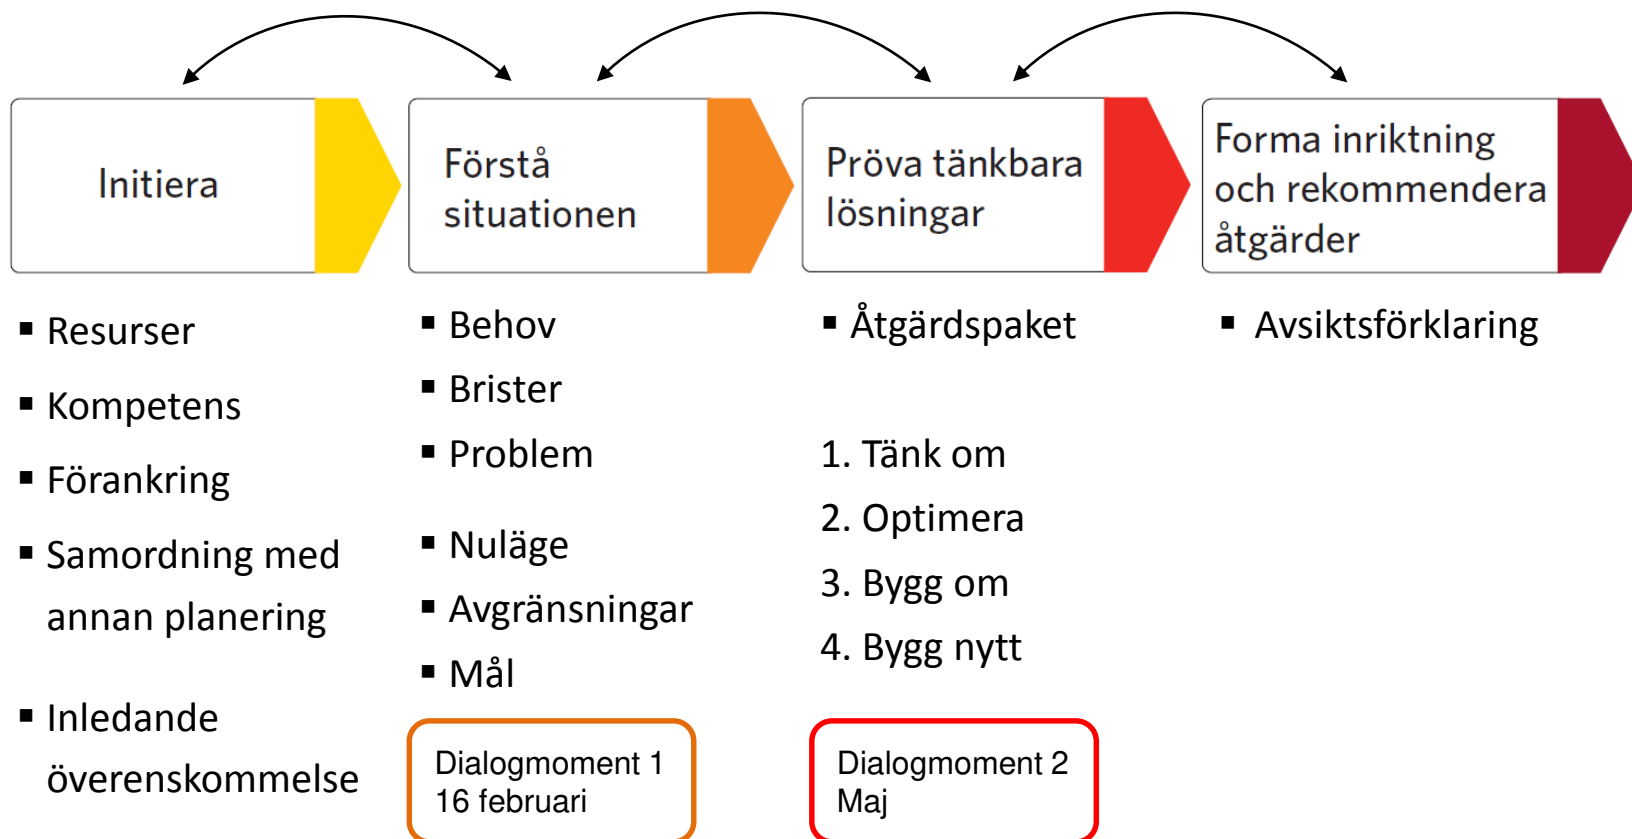 Initiera
Förstå
situationen
Pröva tänkbara
lösningar
Forma inriktning
och rekommendera
åtgärder
▪ Resurser
▪ Kompetens
▪ Förankring
▪ Samordning med
annan planering
▪ Inledande
överenskommelse
▪ Behov
▪ Brister
▪ Problem
▪ Nuläge
▪ Avgränsningar
▪ Mål
Dialogmoment 1
16 februari
▪ Åtgärdspaket
1. Tänk om
2. Optimera
3. Bygg om
4. Bygg nytt
Dialogmoment 2
Maj
▪ Avsiktsförklaring